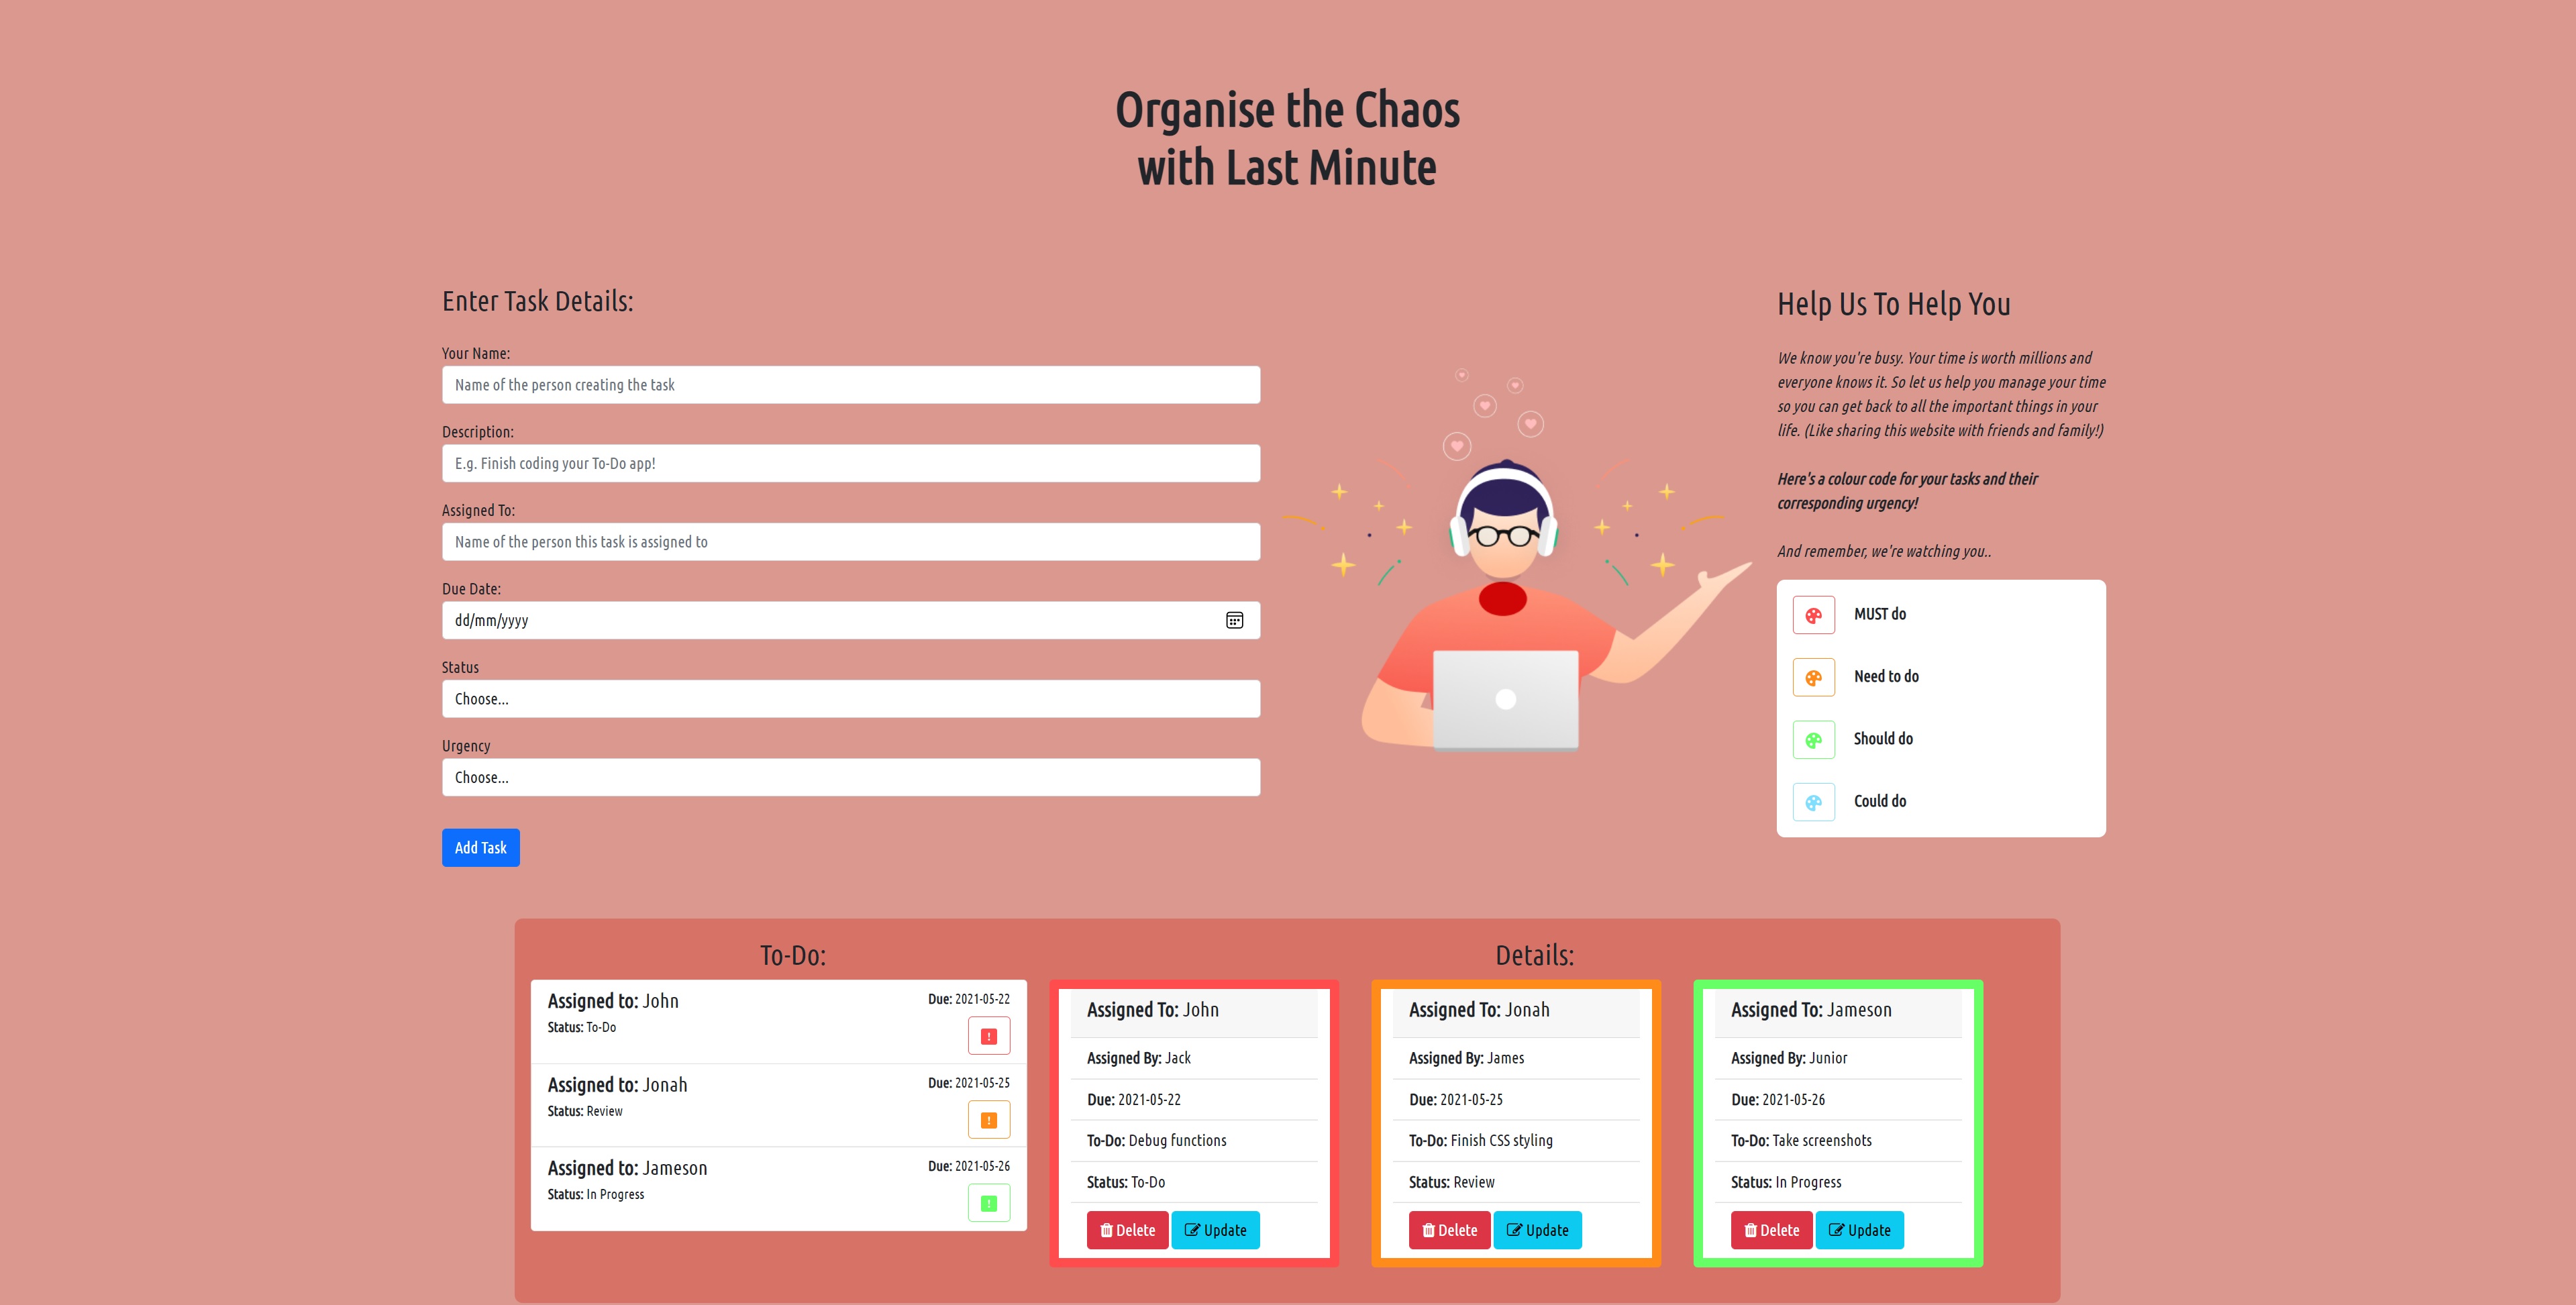 Organise the Chaos
with Last Minute
Enter Task Details:
Your Name:
Name of the person creating the task
Description:
E.g. Finish coding your To-Do app!
Assigned To:
Name of the person this task is assigned to
Due Date:
dd/mm/yyyy
Status
Choose...
Urgency
Choose...
Add Task
Help Us To Help You
We know you're busy. Your time is worth millions and
everyone knows it. So let us help you manage your time
so you can get back to all the important things in your
life. (Like sharing this website with friends and family!)
Here's a colour code for your tasks and their
corresponding urgency!
And remember, we're watching you..
MUST do
Need to do
Should do
Could do
To-Do:
Assigned to: John
Due: 2021-05-22
Status: To-Do
Assigned to: Jonah
Due: 2021-05-25
Status: Review
Assigned to: Jameson
Due: 2021-05-26
Status: In Progress
Details:
Assigned To: John
Assigned By: Jack
Due: 2021-05-22
To-Do: Debug functions
Status: To-Do
Delete Update
Assigned To: Jonah
Assigned By: James
Due: 2021-05-25
To-Do: Finish CSS styling
Status: Review
Delete Update
Assigned To: Jameson
Assigned By: Junior
Due: 2021-05-26
To-Do: Take screenshots
Status: In Progress
Delete Update